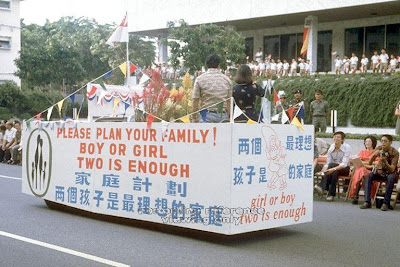 PLEASE PLAN YOUR FAMILY!
BOY OR GIRL
TWO IS ENOUGH
家庭計劃
两個孩子是最理想的家庭
两個
孩子是
最理想
的家庭
girl or boy
two is enough